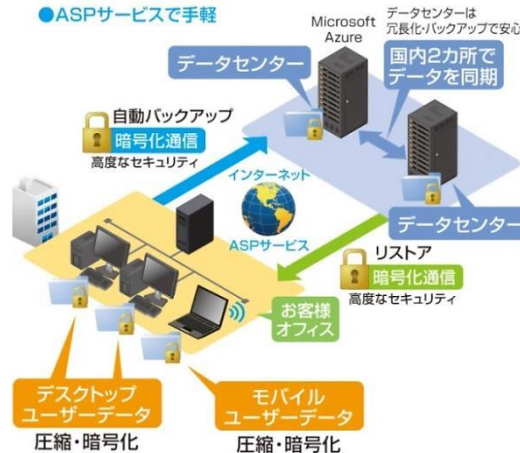 ●ASPサービスで手軽
Microsoft
Azure
データセンターは
冗長化・バックアップで安心
データセンター
国内2カ所で
データを同期
自動バックアップ
暗号化通信
高度なセキュリティ
インターネット
ASPサービス
データセンター
リストア
暗号化通信
高度なセキュリティ
お客様
オフィス
デスクトップ
ユーザーデータ
圧縮・暗号化
モバイル
ユーザーデータ
圧縮・暗号化